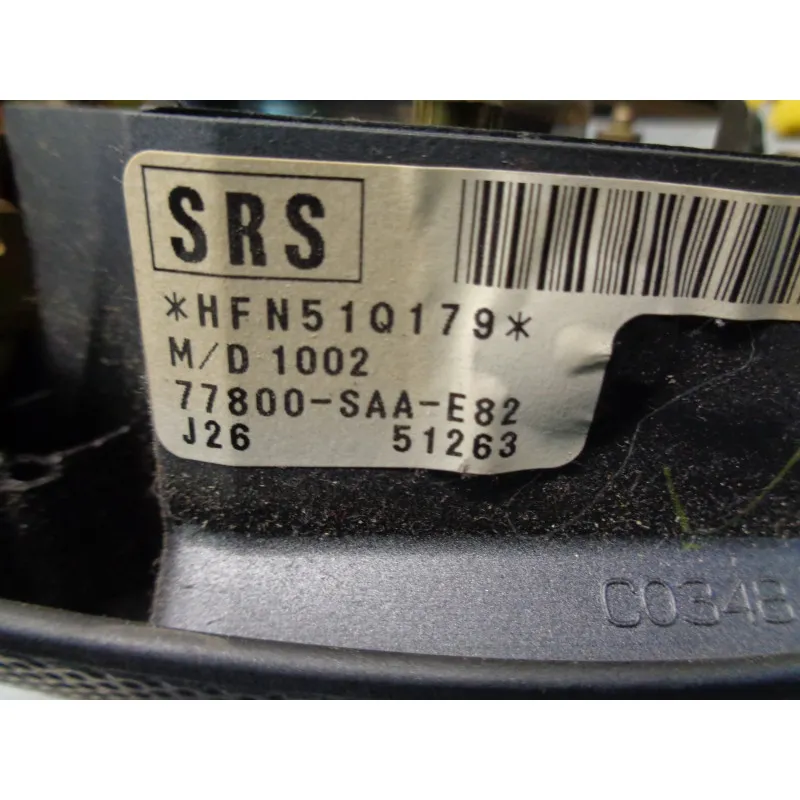 SRS
*HFN51Q179*
M/D 1002
77800-SAA-E82
J26 51263
C034B